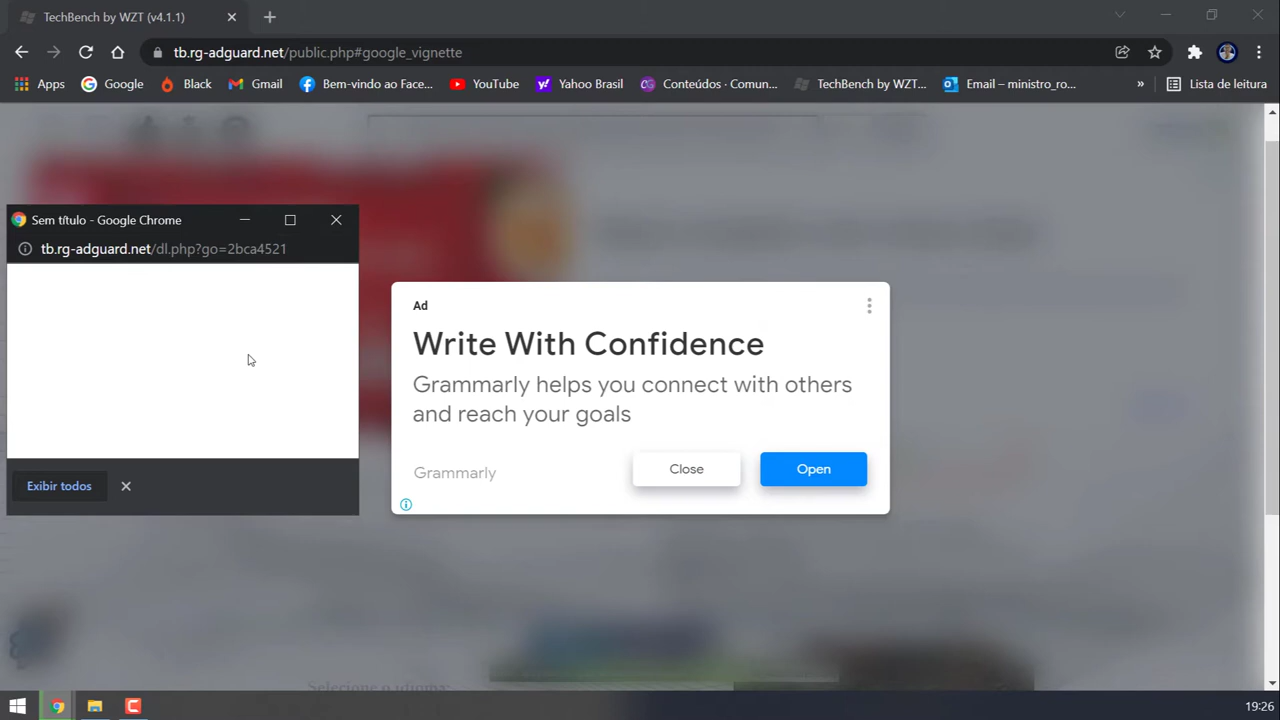 TechBench by WZT (v4.1.1)
tb.rg-adguard.net/public.php#google_vignette
Apps
Google
Black
Gmail
Bem-vindo ao Face...
YouTube
Yahoo Brasil
Conteúdos · Comun...
TechBench by WZT...
Email – ministro_ro...
»
Lista de leitura
Sem título - Google Chrome
tb.rg-adguard.net/dl.php?go=2bca4521
Exibir todos
Ad
Write With Confidence
Grammarly helps you connect with others
and reach your goals
Grammarly
Close
Open
Selecione o idioma:
19:26